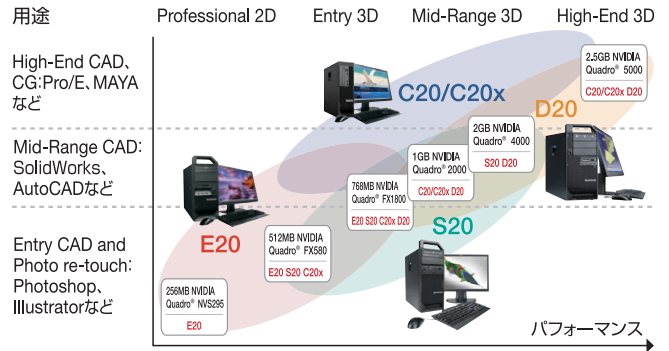 用途
Professional 2D
Entry 3D
Mid-Range 3D
High-End 3D
High-End CAD、
CG:Pro/E、MAYA
など
2.5GB NVIDIA
Quadro® 5000
C20/C20x D20
C20/C20x
D20
Mid-Range CAD:
SolidWorks、
AutoCADなど
2GB NVIDIA
Quadro® 4000
S20 D20
1GB NVIDIA
Quadro® 2000
C20/C20x D20
768MB NVIDIA
Quadro® FX1800
E20 S20 C20x D20
E20
S20
Entry CAD and
Photo re-touch:
Photoshop、
Illustratorなど
512MB NVIDIA
Quadro® FX580
E20 S20 C20x
256MB NVIDIA
Quadro® NVS295
E20
パフォーマンス